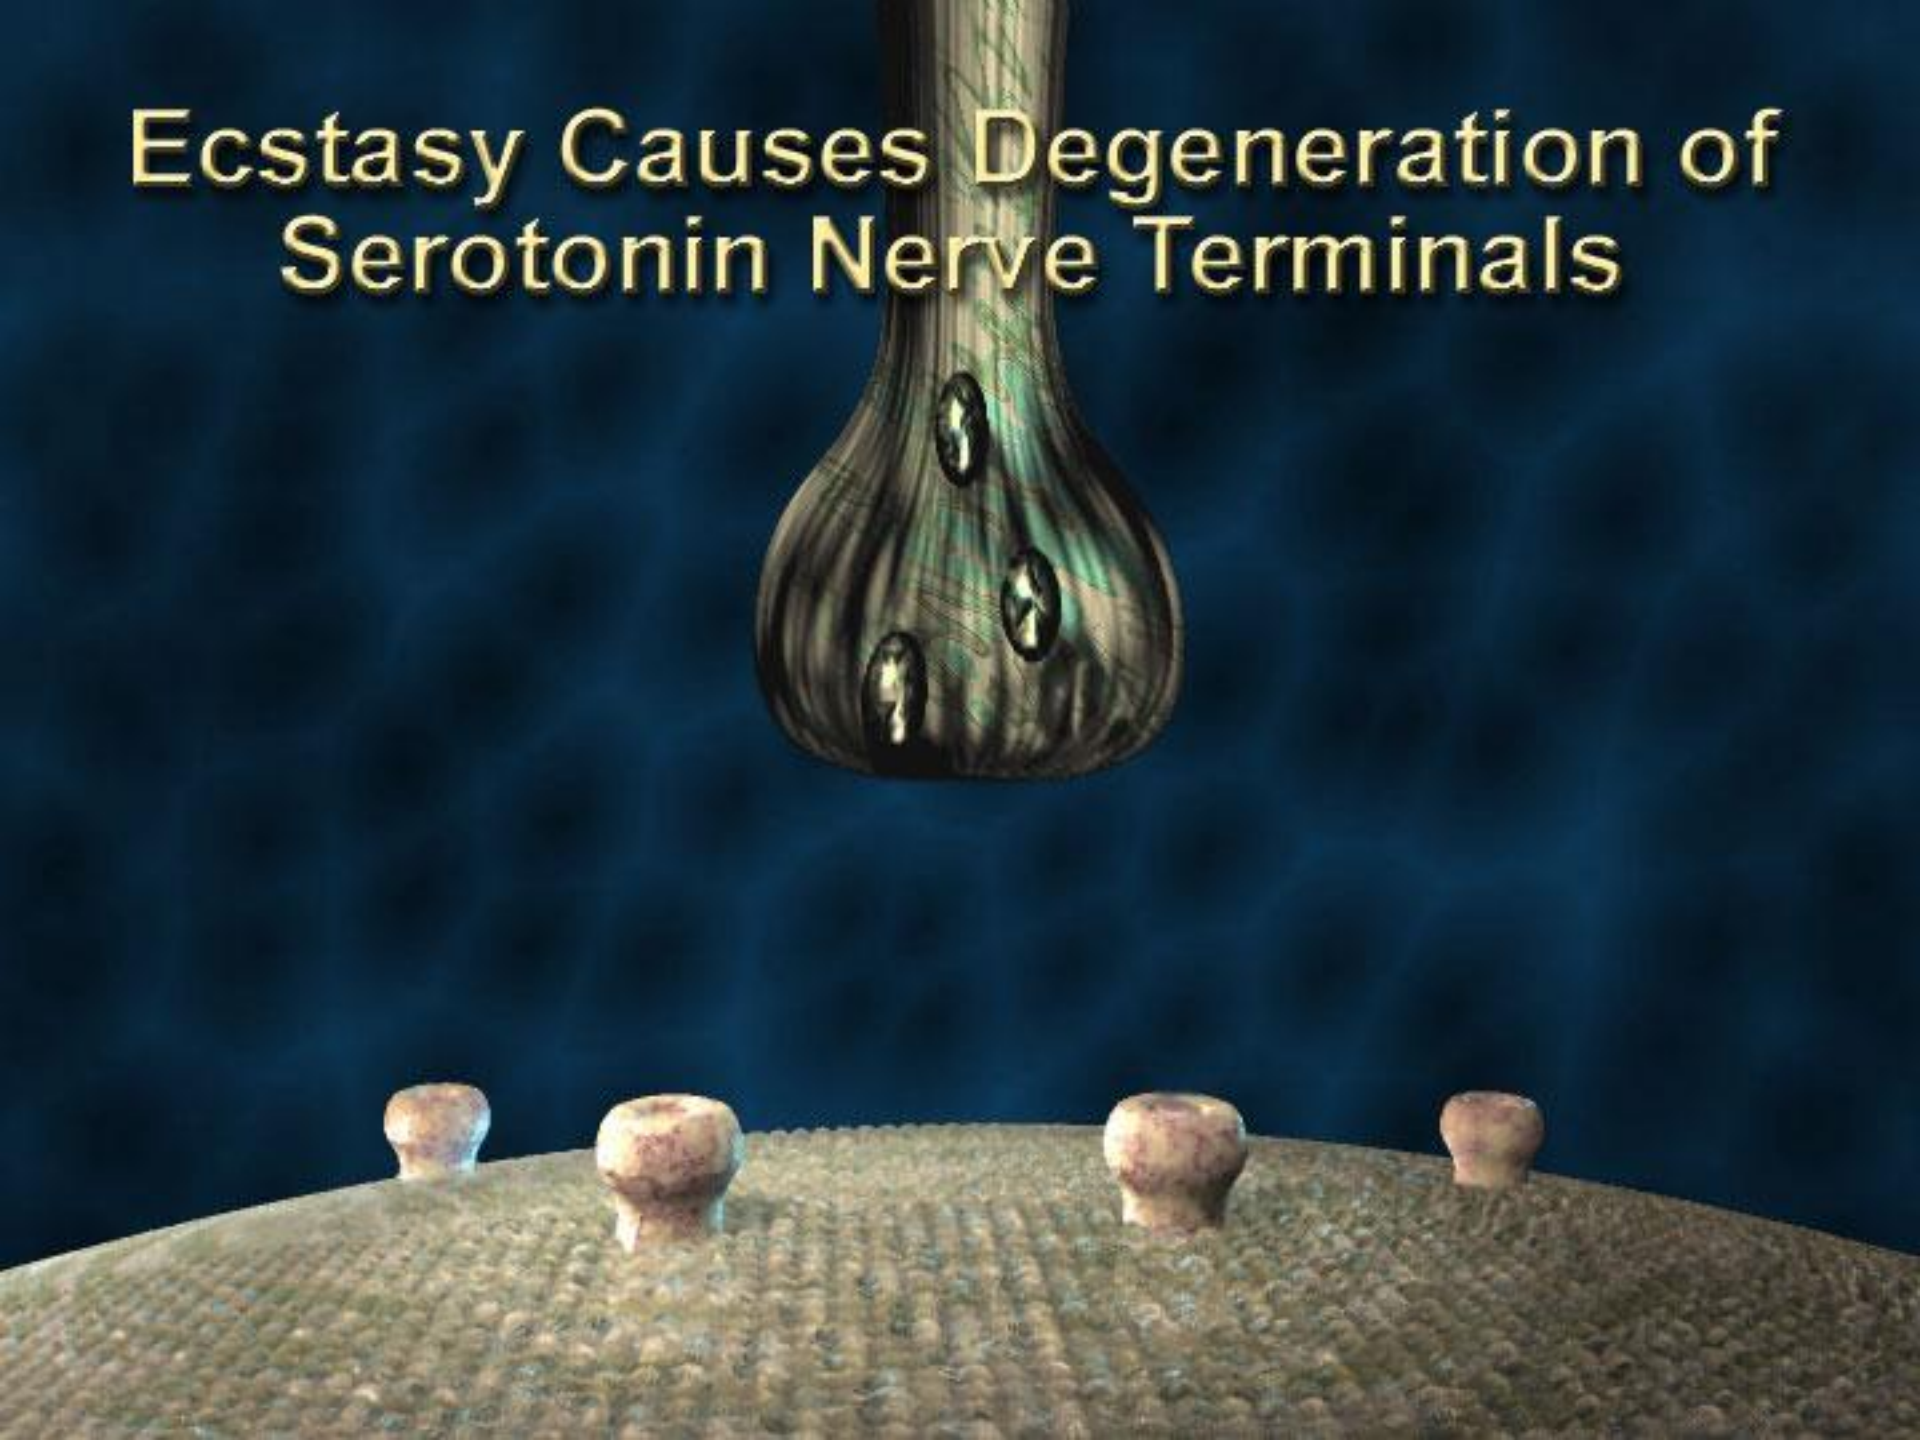 Ecstasy Causes Degeneration of
Serotonin Nerve Terminals